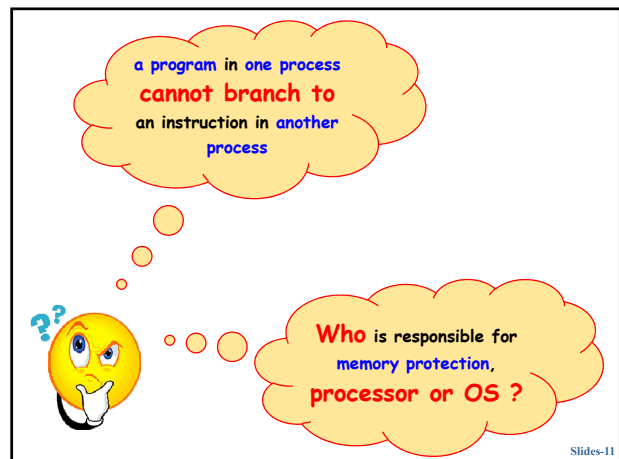 a program in one process
cannot branch to
an instruction in another
process
??
Who is responsible for
memory protection,
processor or OS ?
Slides-11